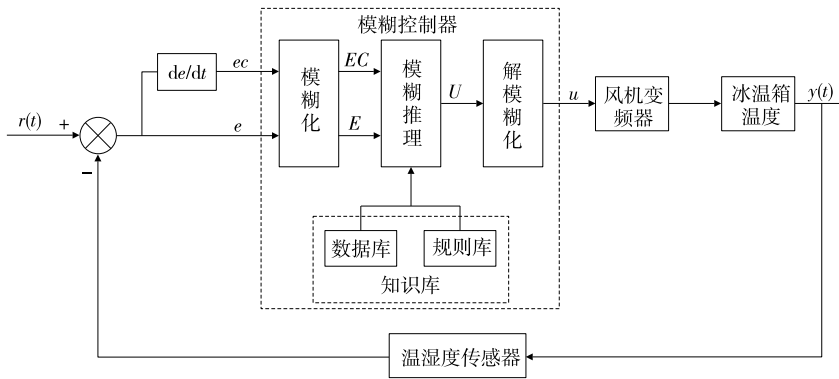 模糊控制器
de/dt
ec
模糊化
EC
模糊推理
U
解模糊化
u
风机变频器
冰温箱温度
y(t)
r(t)
+
e
E
−
数据库
规则库
知识库
温湿度传感器